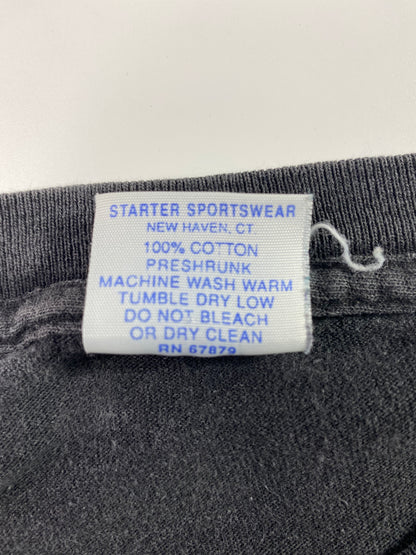 STARTER SPORTSWEAR
NEW HAVEN, CT.
100% COTTON
PRESHRUNK
MACHINE WASH WARM
TUMBLE DRY LOW
DO NOT BLEACH
OR DRY CLEAN
RN 67879